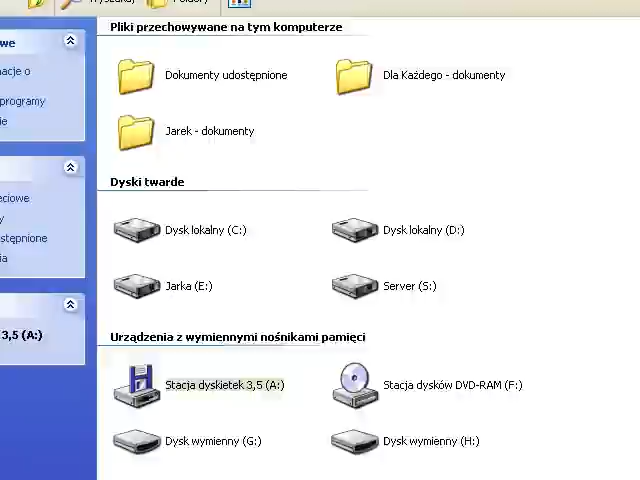 Wyszukaj Foldery
Pliki przechowywane na tym komputerze
we
Dokumenty udostępnione
Dla Każdego - dokumenty
macje o
programy
ie
Jarek - dokumenty
Dyski twarde
eciowe
y
stępnione
ia
Dysk lokalny (C:)
Dysk lokalny (D:)
Jarka (E:)
Server (S:)
3,5 (A:)
Urządzenia z wymiennymi nośnikami pamięci
Stacja dyskietek 3,5 (A:)
Stacja dysków DVD-RAM (F:)
Dysk wymienny (G:)
Dysk wymienny (H:)